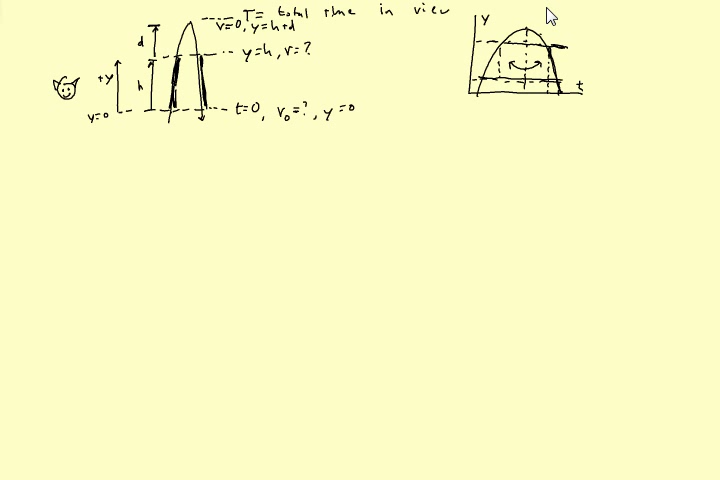 T= total time in view
v=0, y=h+d
d
y=h, v=?
+y
h
y=0
t=0, v₀=?, y=0
y
t